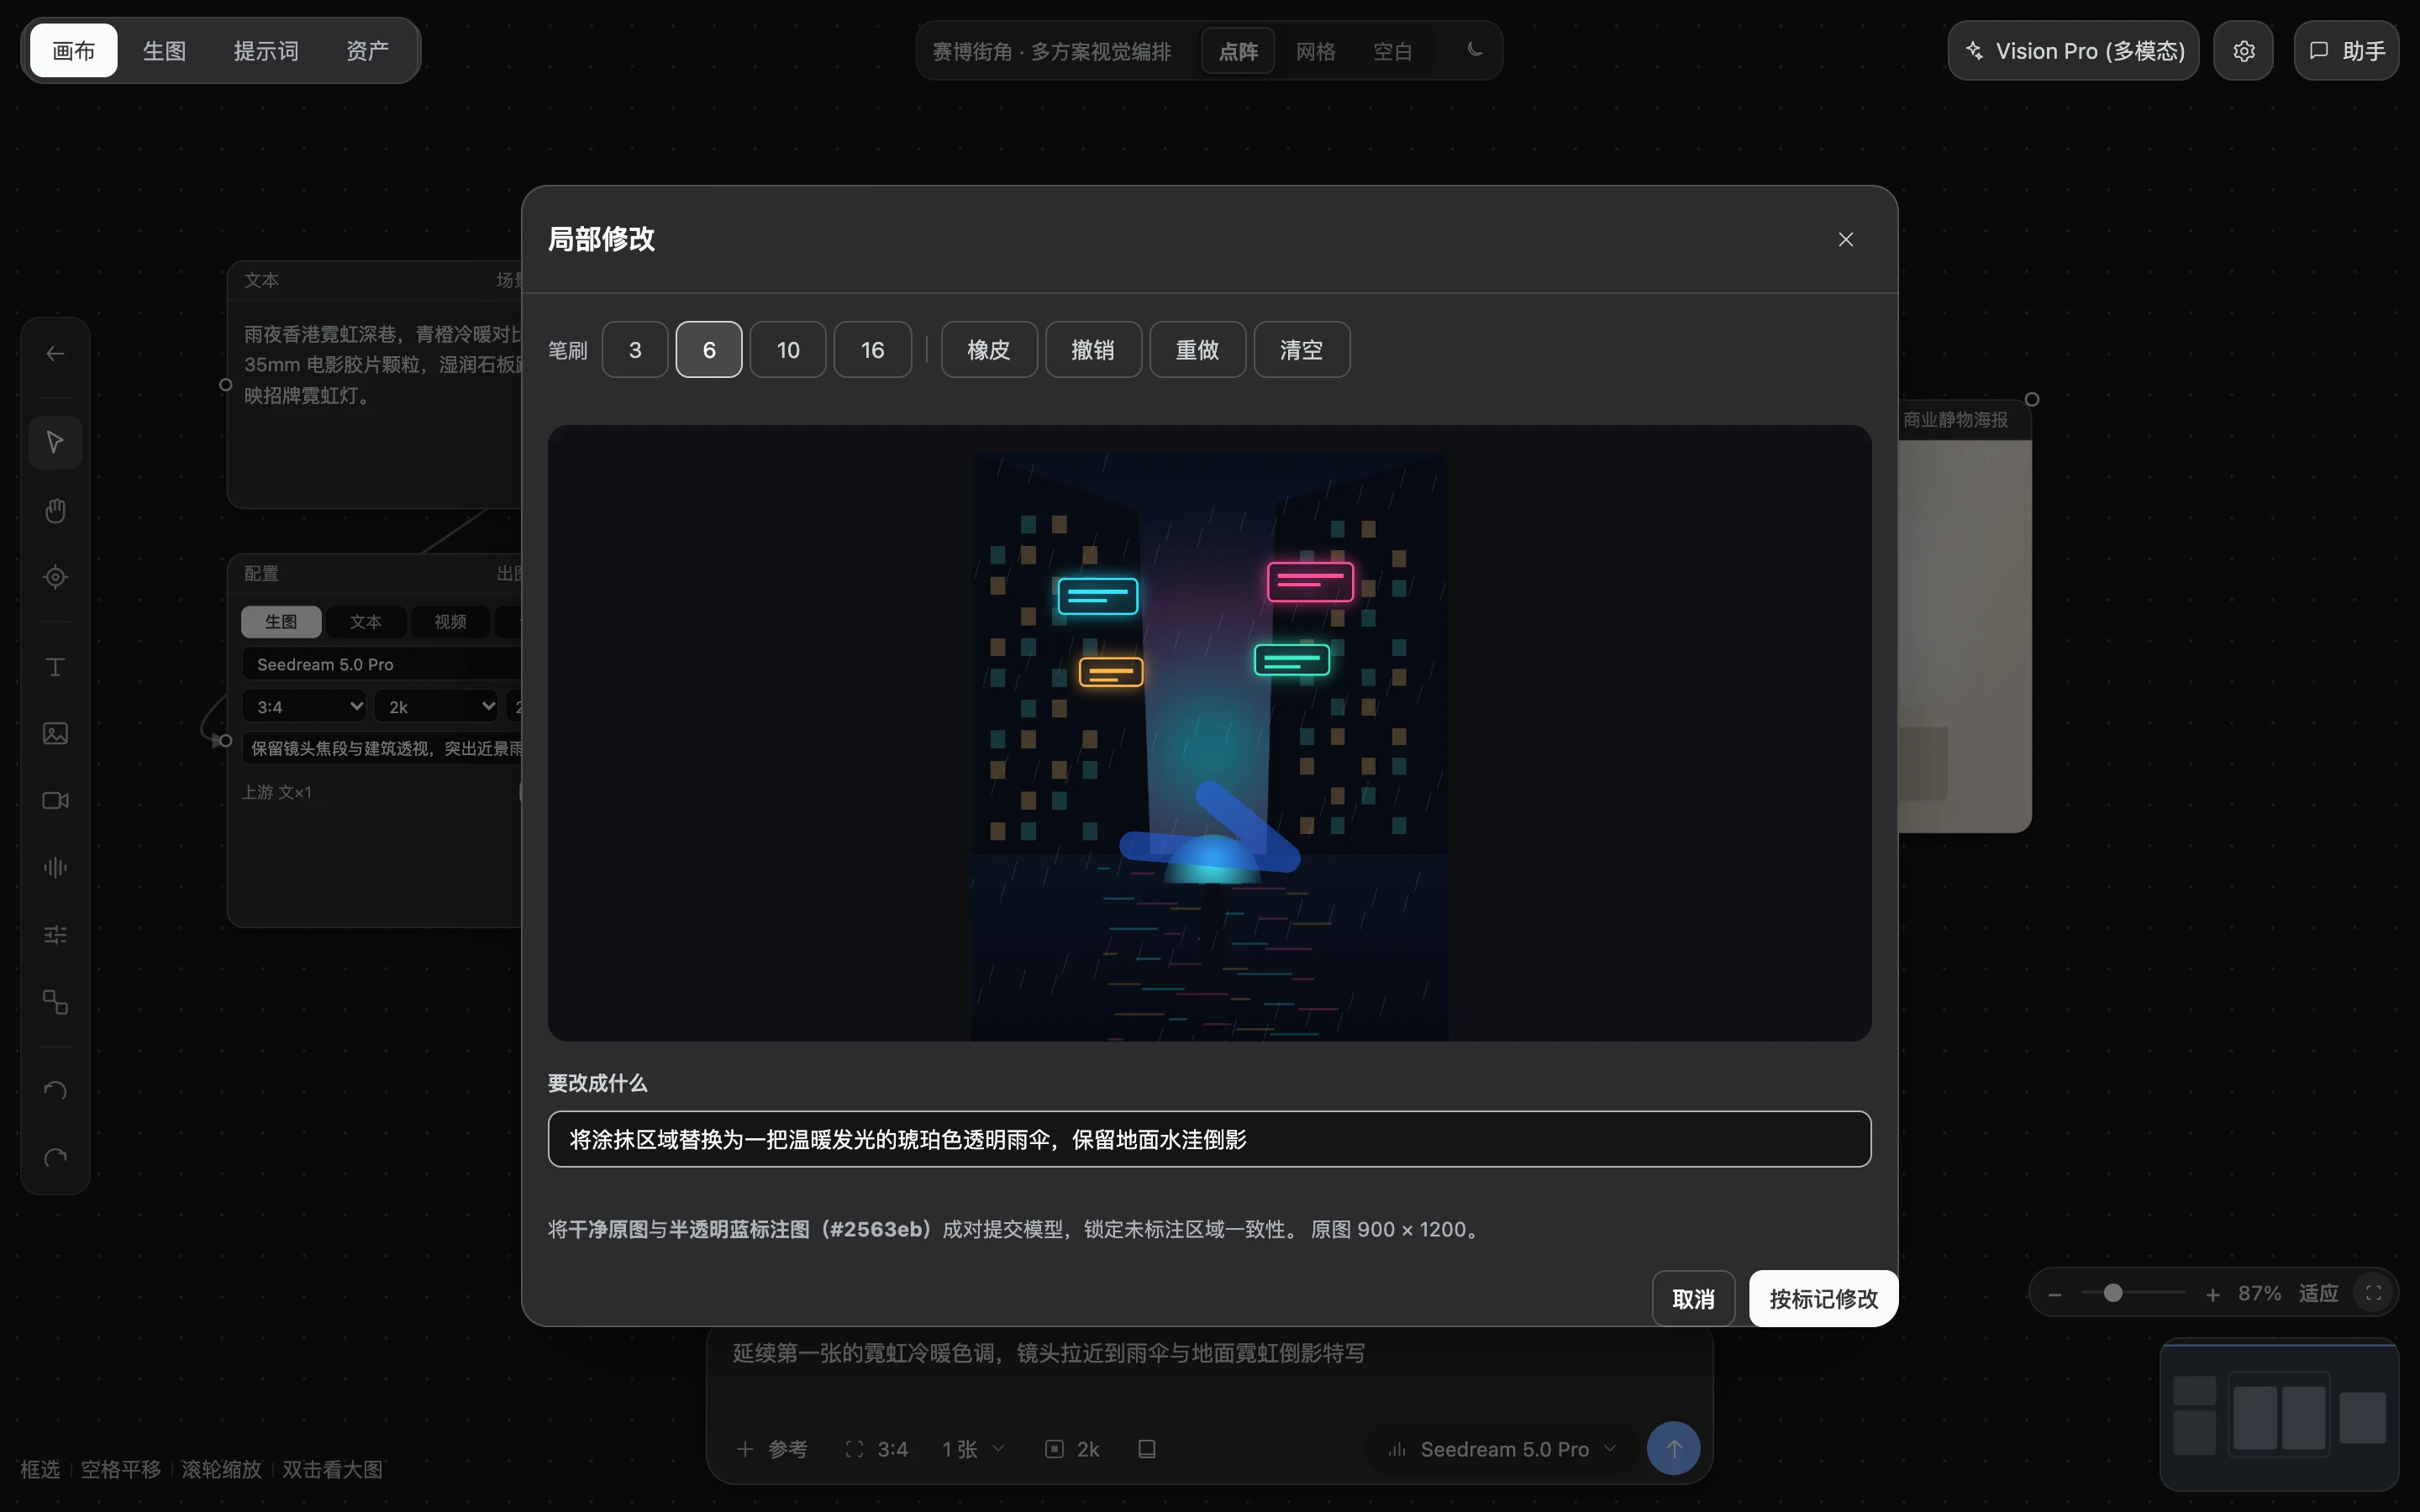 画布 生图 提示词 资产
赛博街角 · 多方案视觉编排 点阵 网格 空白
Vision Pro (多模态) 助手
局部修改
笔刷 3 6 10 16 橡皮 撤销 重做 清空
文本
雨夜香港霓虹深巷，青橙冷暖对比
35mm 电影胶片颗粒，湿润石板
映招牌霓虹灯。
商业静物海报
配置
生图 文本 视频
Seedream 5.0 Pro
3:4 2k
保留镜头焦段与建筑透视，突出近景雨
上游 文×1
要改成什么
将涂抹区域替换为一把温暖发光的琥珀色透明雨伞，保留地面水洼倒影
将干净原图与半透明蓝标注图（#2563eb）成对提交模型，锁定未标注区域一致性。 原图 900 × 1200。
取消 按标记修改
87% 适应
延续第一张的霓虹冷暖色调，镜头拉近到雨伞与地面霓虹倒影特写
参考 3:4 1 张 2k Seedream 5.0 Pro
框选 空格平移 滚轮缩放 双击看大图